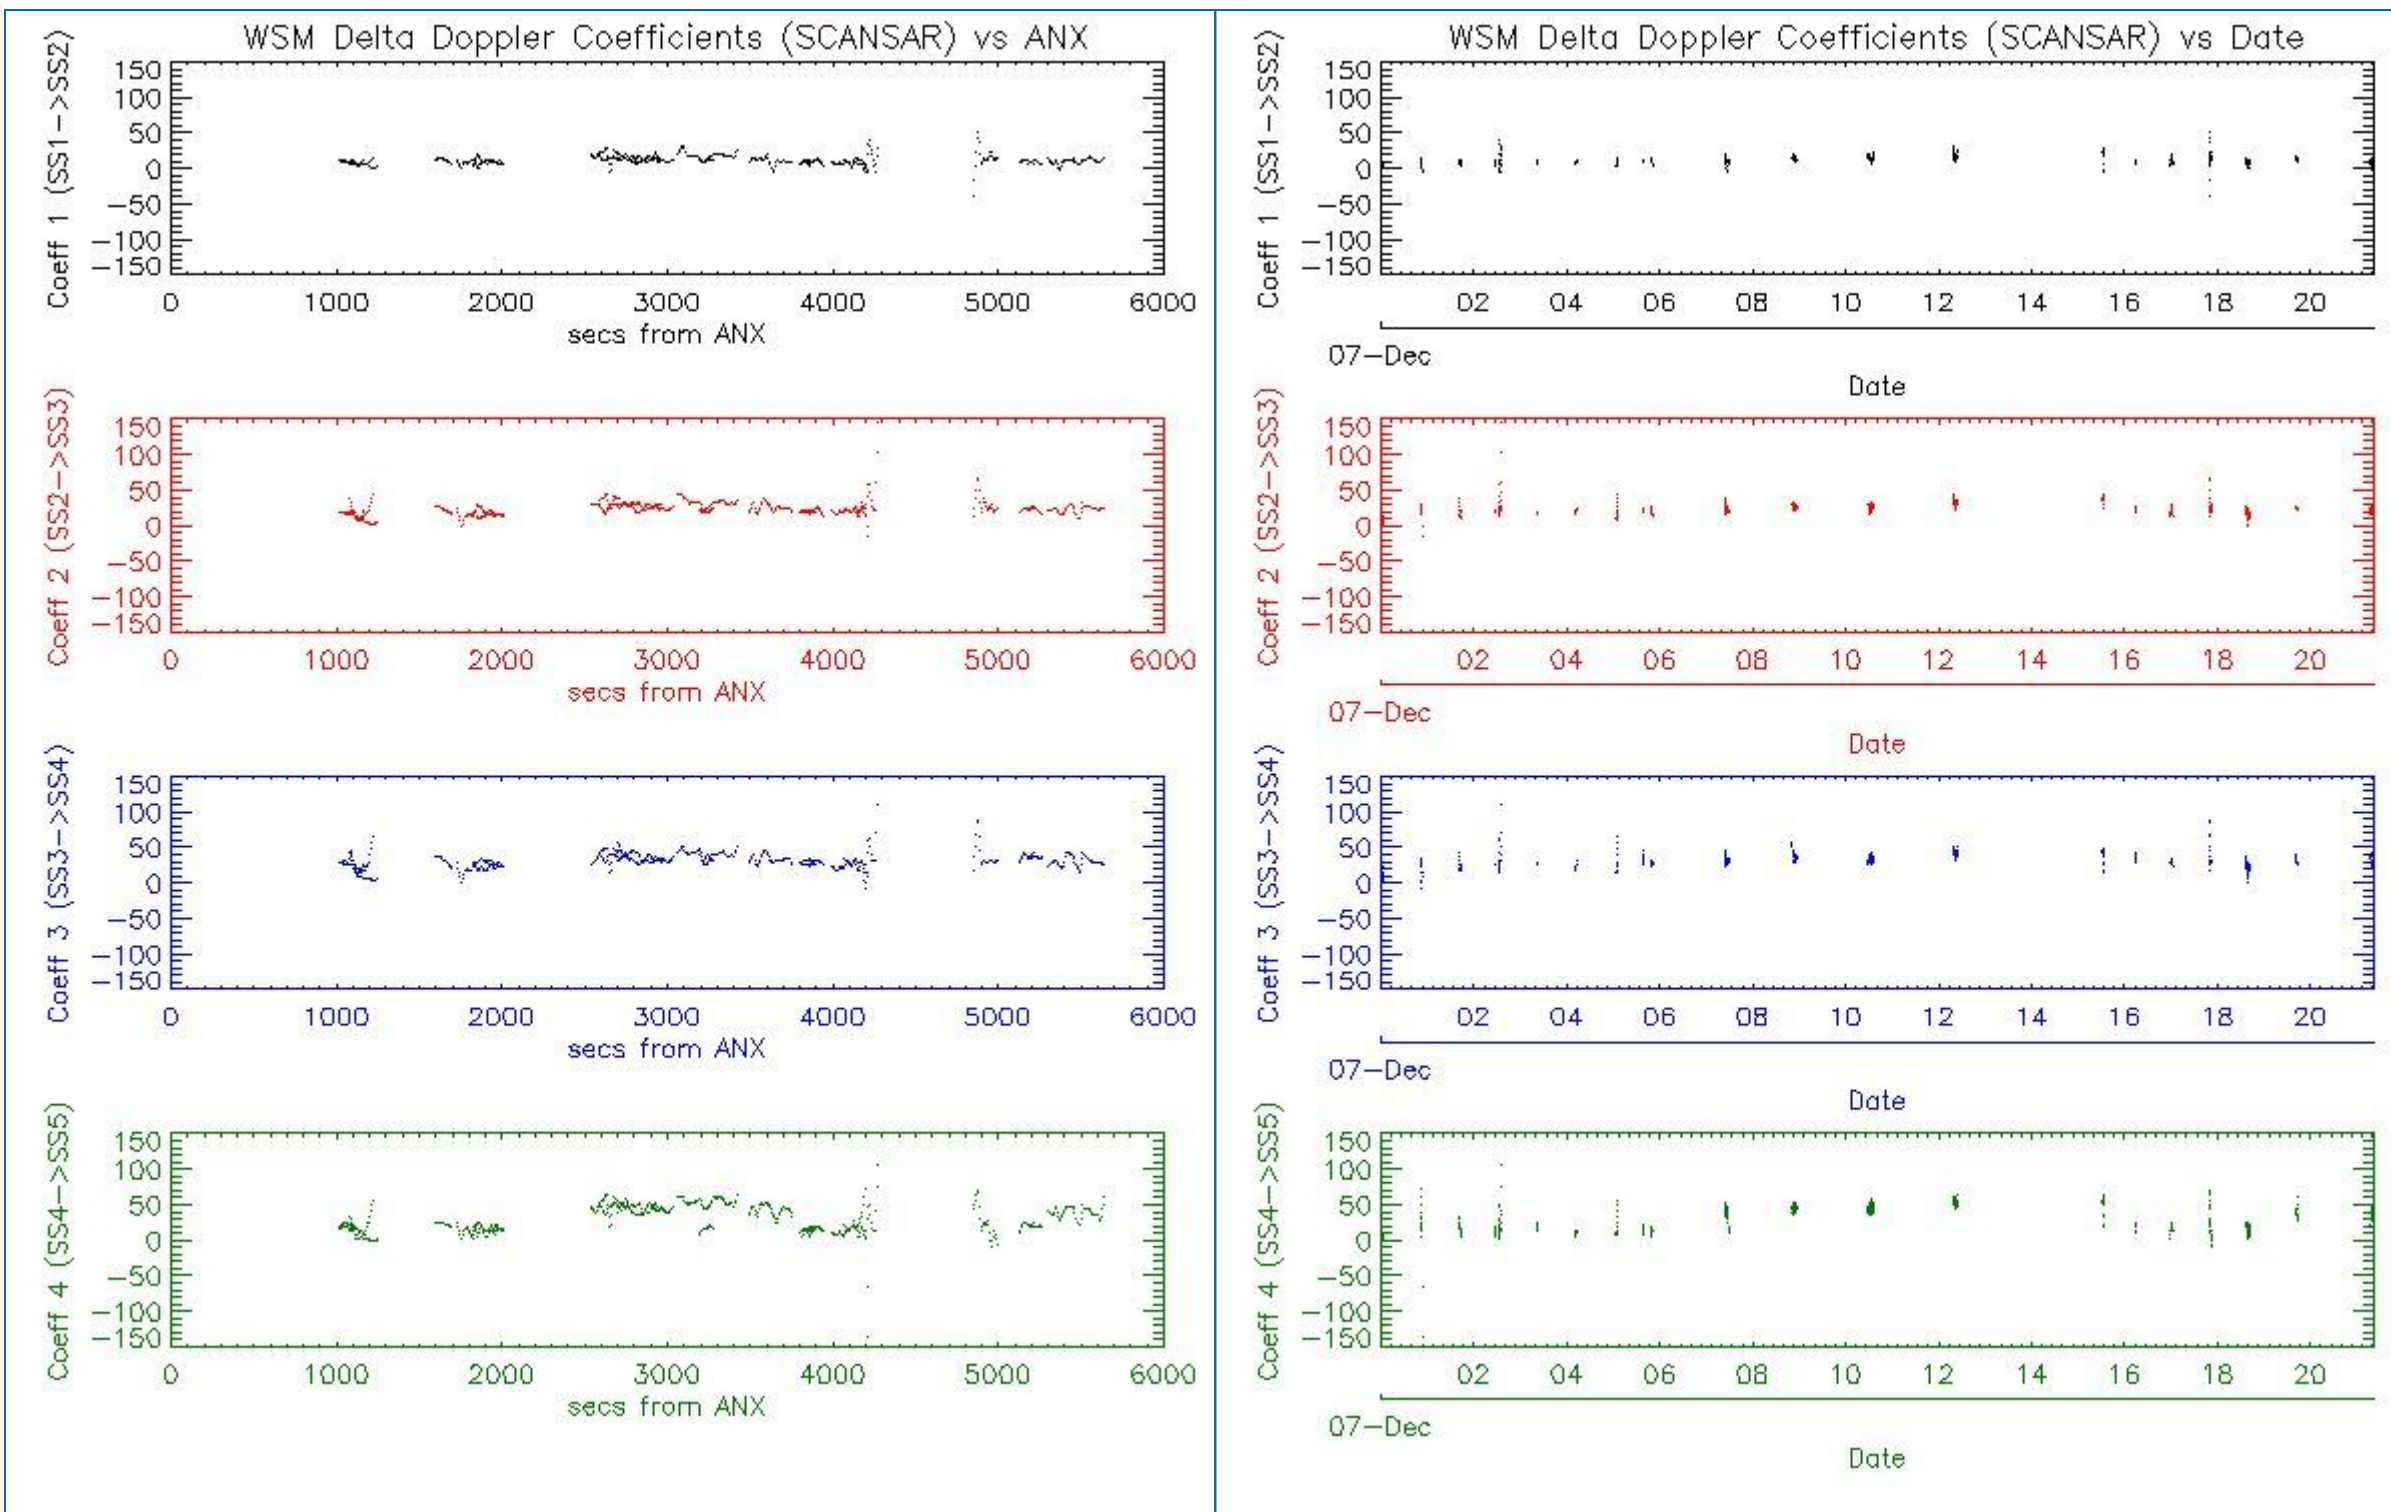 WSM Delta Doppler Coefficients (SCANSAR) vs ANX
Coeff 1 (SS1->SS2)
150
100
50
0
-50
-100
-150
0 1000 2000 3000 4000 5000 6000
secs from ANX
Coeff 2 (SS2->SS3)
150
100
50
0
-50
-100
-150
0 1000 2000 3000 4000 5000 6000
secs from ANX
Coeff 3 (SS3->SS4)
150
100
50
0
-50
-100
-150
0 1000 2000 3000 4000 5000 6000
secs from ANX
Coeff 4 (SS4->SS5)
150
100
50
0
-50
-100
-150
0 1000 2000 3000 4000 5000 6000
secs from ANX
WSM Delta Doppler Coefficients (SCANSAR) vs Date
Coeff 1 (SS1->SS2)
150
100
50
0
-50
-100
-150
02 04 06 08 10 12 14 16 18 20
07-Dec
Date
Coeff 2 (SS2->SS3)
150
100
50
0
-50
-100
-150
02 04 06 08 10 12 14 16 18 20
07-Dec
Date
Coeff 3 (SS3->SS4)
150
100
50
0
-50
-100
-150
02 04 06 08 10 12 14 16 18 20
07-Dec
Date
Coeff 4 (SS4->SS5)
150
100
50
0
-50
-100
-150
02 04 06 08 10 12 14 16 18 20
07-Dec
Date